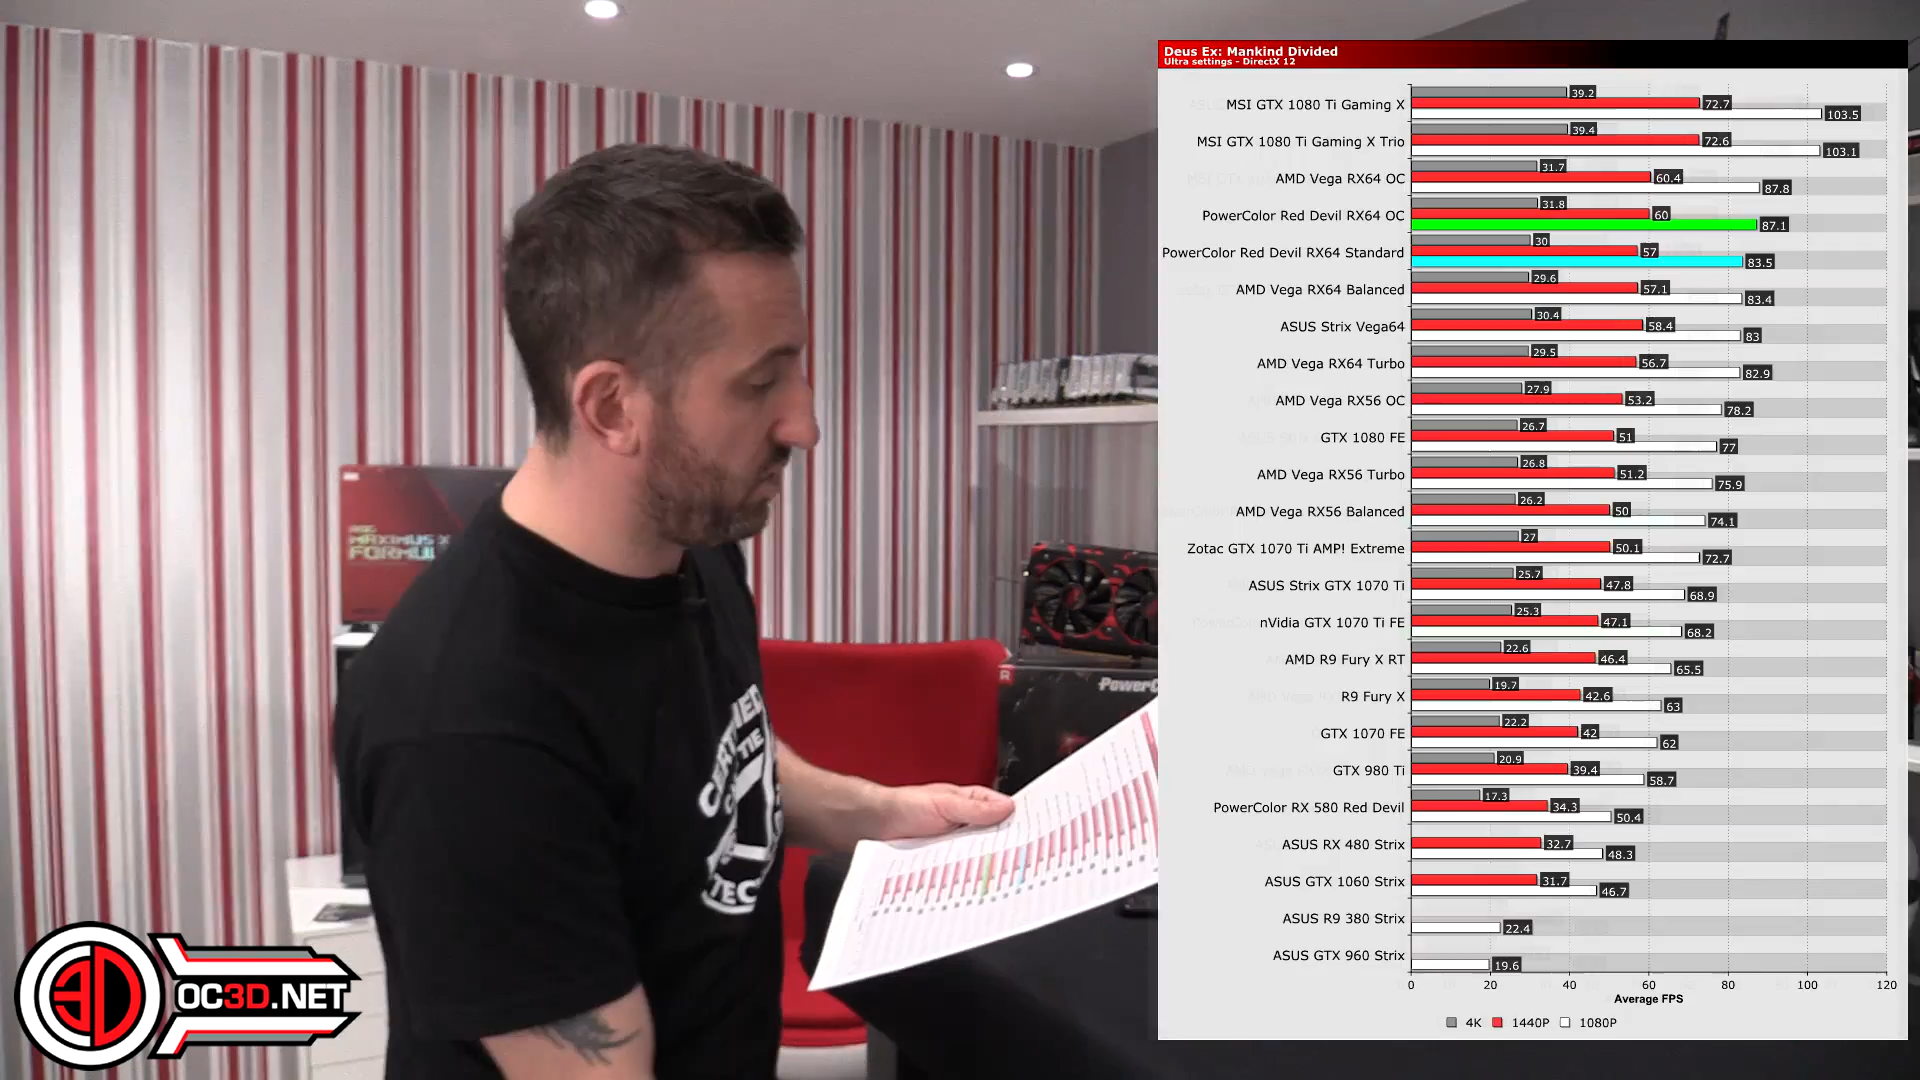 Deus Ex: Mankind Divided
Ultra settings - DirectX 12
MSI GTX 1080 Ti Gaming X 39.2 72.7 103.5
MSI GTX 1080 Ti Gaming X Trio 39.4 72.6 103.1
AMD Vega RX64 OC 31.7 60.4 87.8
PowerColor Red Devil RX64 OC 31.8 60 87.1
PowerColor Red Devil RX64 Standard 30 57 83.5
AMD Vega RX64 Balanced 29.6 57.1 83.4
ASUS Strix Vega64 30.4 58.4 83
AMD Vega RX64 Turbo 29.5 56.7 82.9
AMD Vega RX56 OC 27.9 53.2 78.2
GTX 1080 FE 26.7 51 77
AMD Vega RX56 Turbo 26.8 51.2 75.9
AMD Vega RX56 Balanced 26.2 50 74.1
Zotac GTX 1070 Ti AMP! Extreme 27 50.1 72.7
ASUS Strix GTX 1070 Ti 25.7 47.8 68.9
nVidia GTX 1070 Ti FE 25.3 47.1 68.2
AMD R9 Fury X RT 22.6 46.4 65.5
R9 Fury X 19.7 42.6 63
GTX 1070 FE 22.2 42 62
GTX 980 Ti 20.9 39.4 58.7
PowerColor RX 580 Red Devil 17.3 34.3 50.4
ASUS RX 480 Strix 32.7 48.3
ASUS GTX 1060 Strix 31.7 46.7
ASUS R9 380 Strix 22.4
ASUS GTX 960 Strix 19.6
0 20 40 60 80 100 120
Average FPS
4K 1440P 1080P
MAXIMUS X
TIE
TEC
3D
OC3D.NET